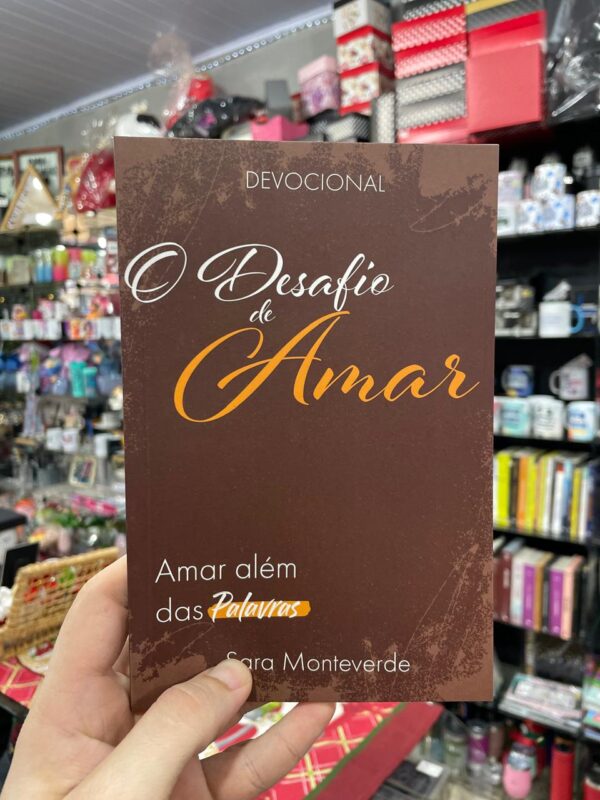 DEVOCIONAL
O Desafio
de
Amar
Amar além
das Palavras
Sara Monteverde